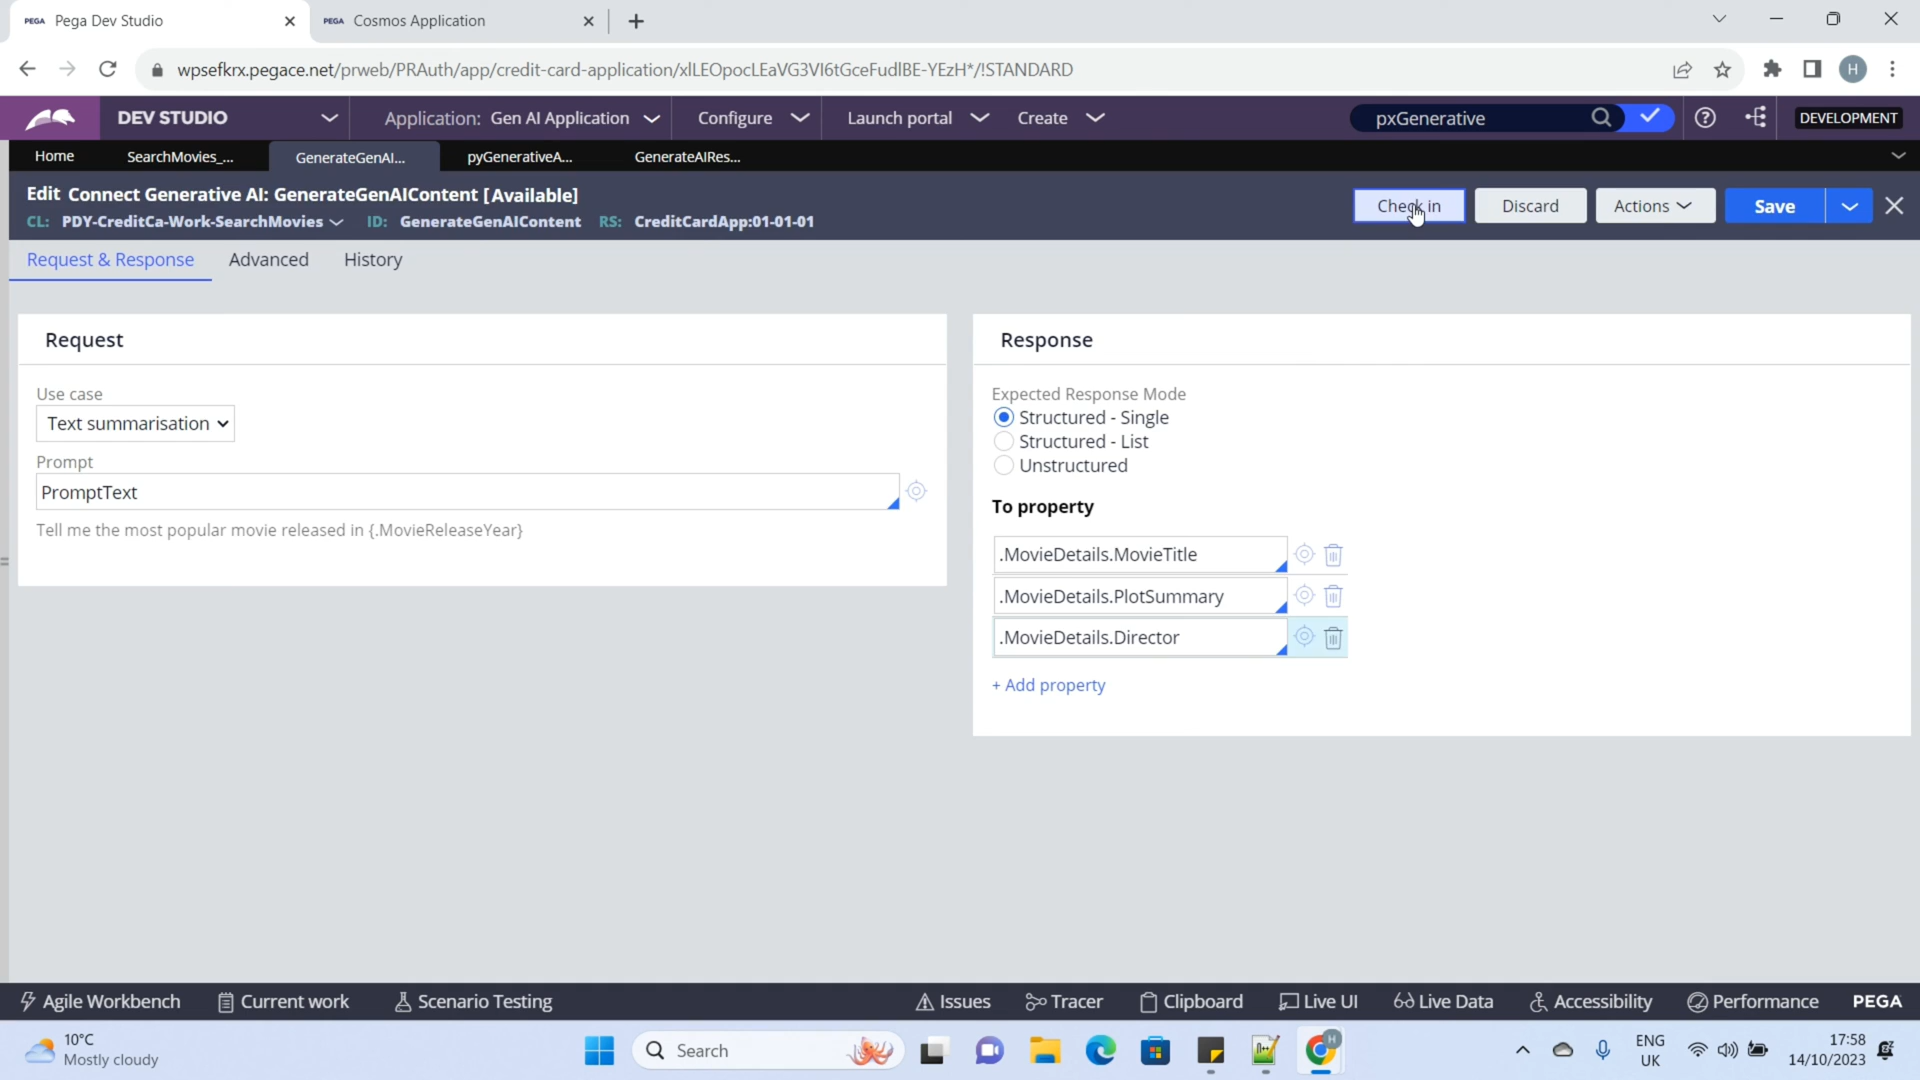 PEGA Pega Dev Studio
PEGA Cosmos Application
wpsefkrx.pegace.net/prweb/PRAuth/app/credit-card-application/xlLEOpocLEaVG3Vl6tGceFudlBE-YEzH*/!STANDARD
H
DEV STUDIO
Application: Gen AI Application
Configure
Launch portal
Create
pxGenerative
DEVELOPMENT
Home
SearchMovies_...
GenerateGenAI...
pyGenerativeA...
GenerateAIRes...
Edit Connect Generative AI: GenerateGenAIContent [Available]
CL: PDY-CreditCa-Work-SearchMovies ID: GenerateGenAIContent RS: CreditCardApp:01-01-01
Check in
Discard
Actions
Save
Request & Response
Advanced
History
Request
Use case
Text summarisation
Prompt
PromptText
Tell me the most popular movie released in {.MovieReleaseYear}
Response
Expected Response Mode
Structured - Single
Structured - List
Unstructured
To property
.MovieDetails.MovieTitle
.MovieDetails.PlotSummary
.MovieDetails.Director
+ Add property
Agile Workbench
Current work
Scenario Testing
Issues
Tracer
Clipboard
Live UI
Live Data
Accessibility
Performance
PEGA
10°C
Mostly cloudy
Search
H
ENG
UK
17:58
14/10/2023